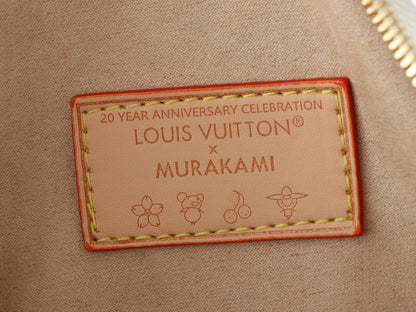 20 YEAR ANNIVERSARY CELEBRATION
LOUIS VUITTON®
×
MURAKAMI